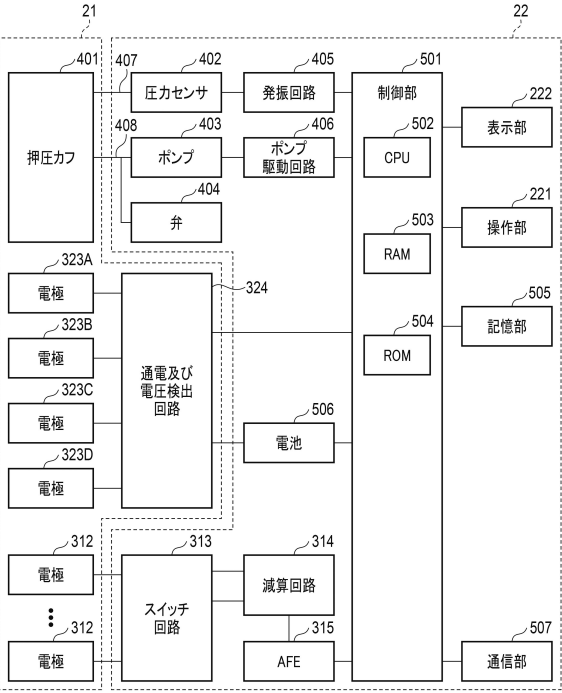 21
22
401
407
402
405
501
押圧カフ
圧力センサ
発振回路
制御部
408
403
406
502
222
ポンプ
ポンプ
駆動回路
CPU
表示部
404
弁
503
221
RAM
操作部
323A
電極
324
504
505
ROM
記憶部
323B
電極
通電及び
電圧検出
回路
323C
電極
506
電池
323D
電極
312
313
314
電極
スイッチ
回路
減算回路
312
315
507
電極
AFE
通信部